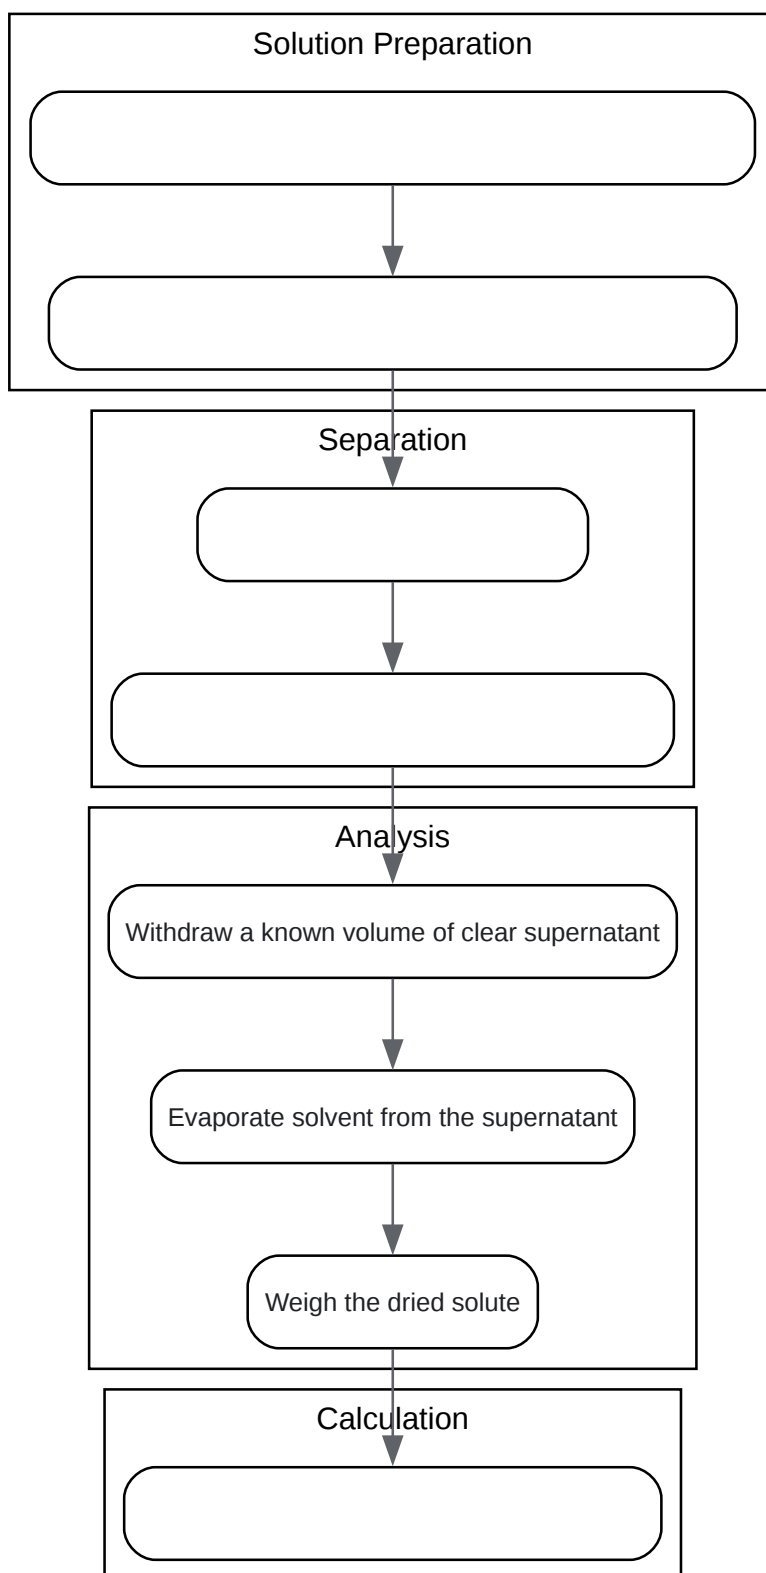 Solution Preparation
Separation
Analysis
Withdraw a known volume of clear supernatant
Evaporate solvent from the supernatant
Weigh the dried solute
Calculation